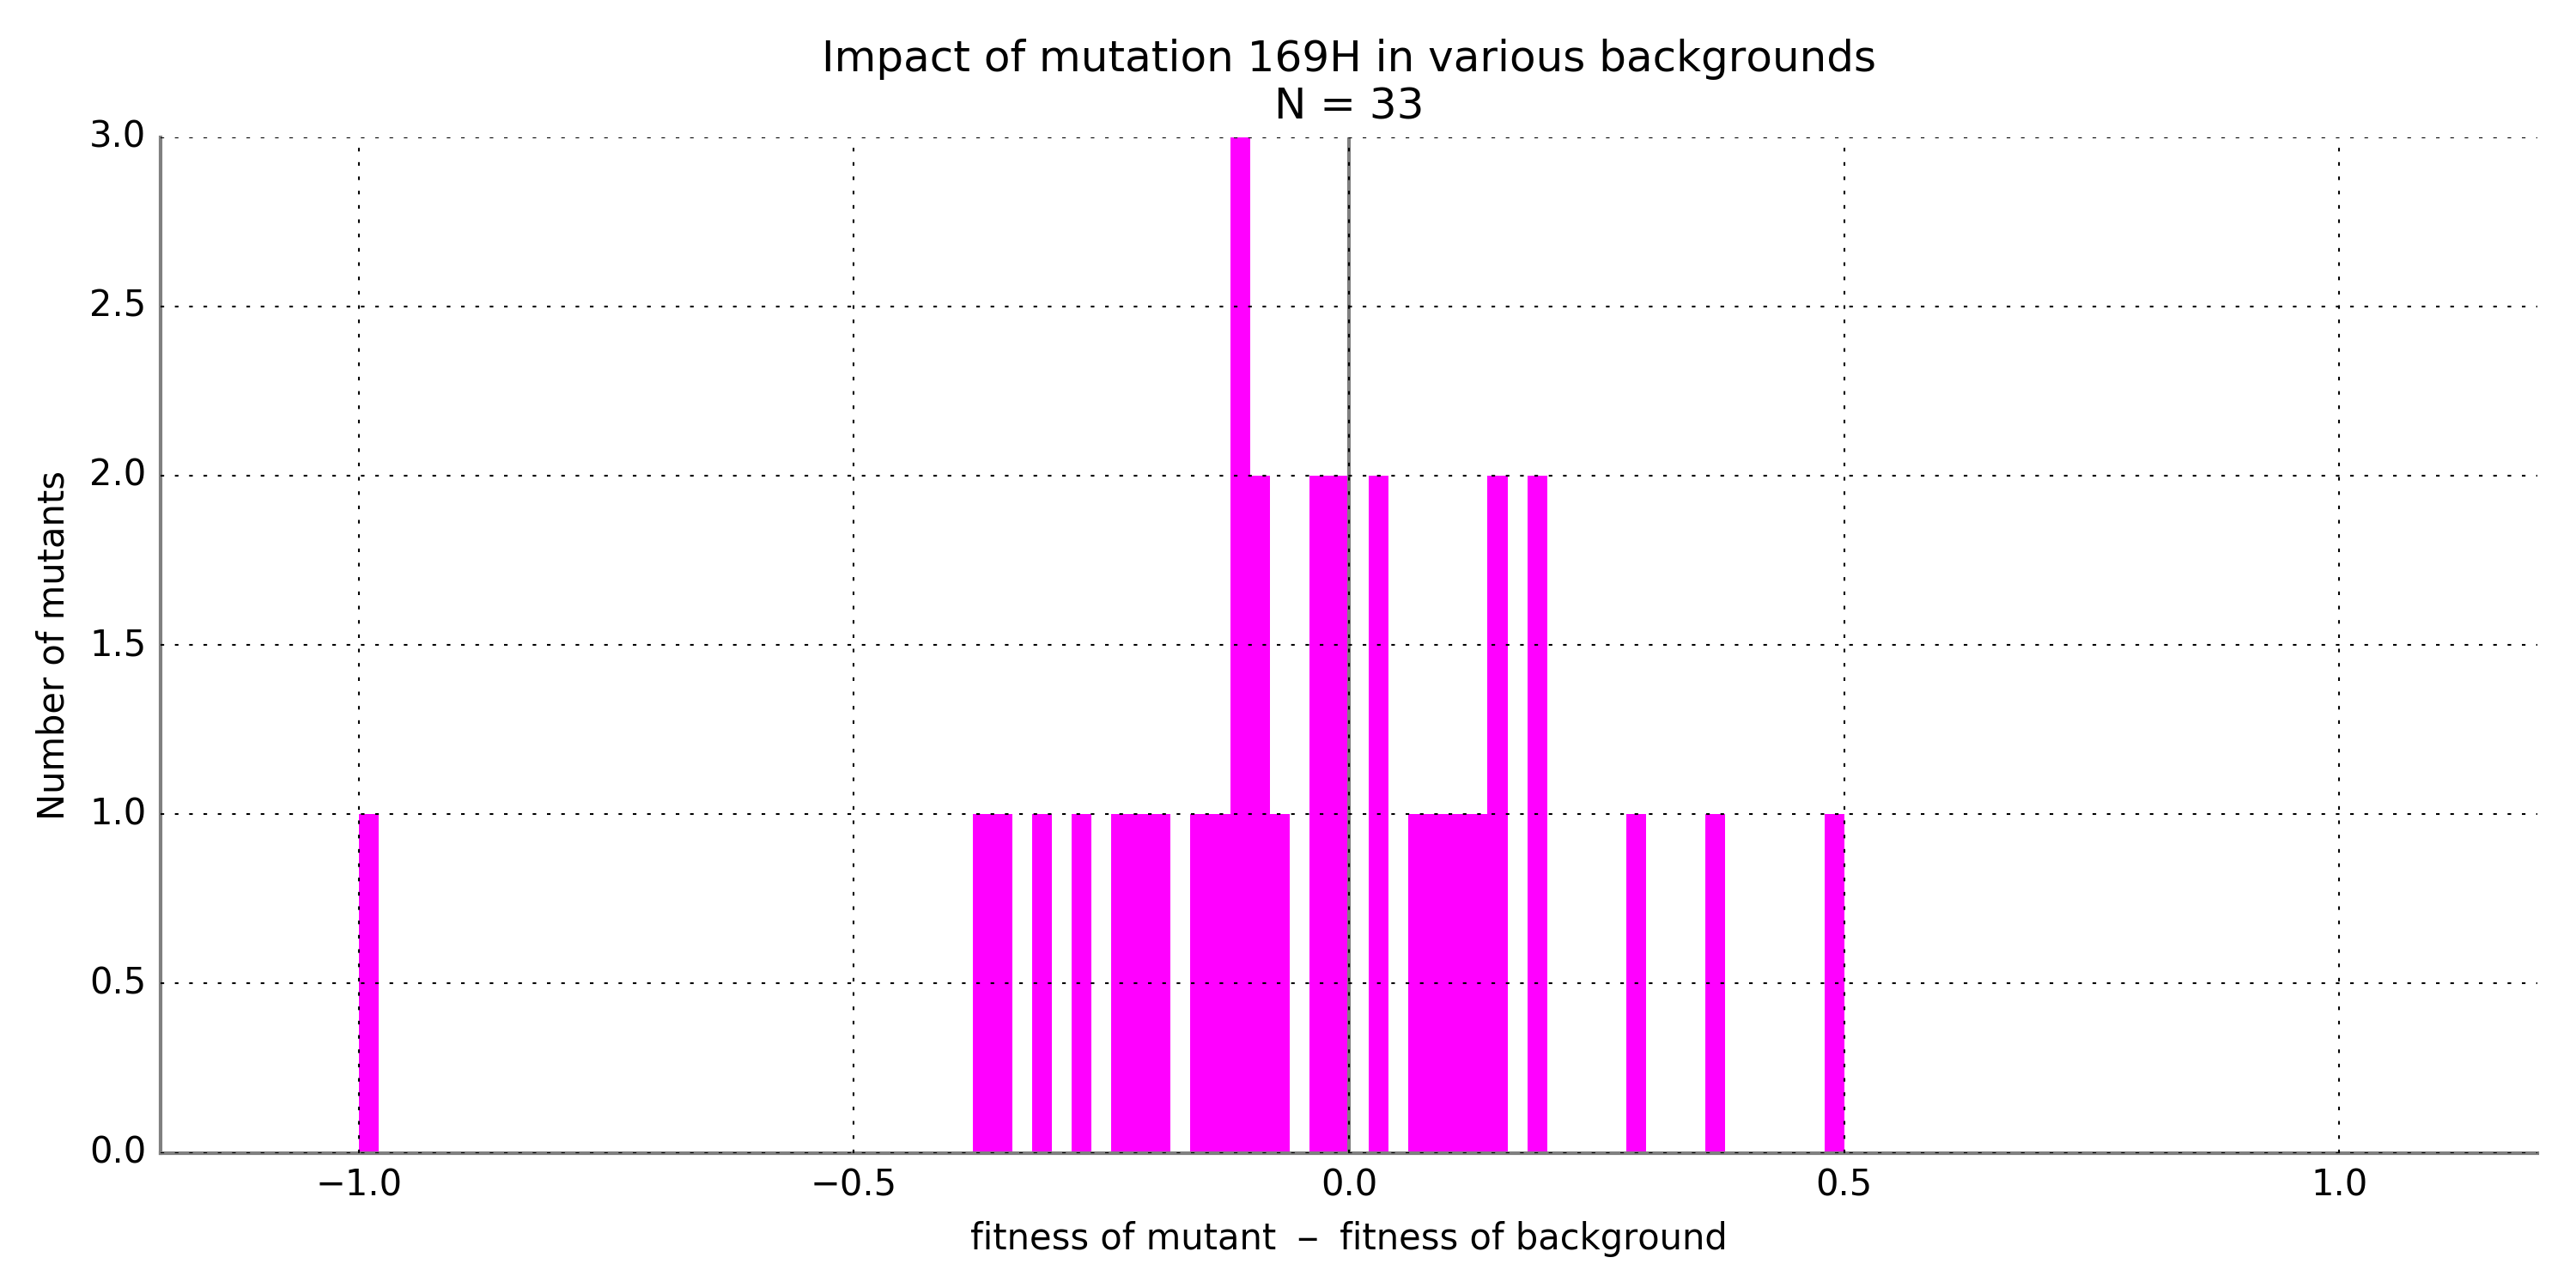 Impact of mutation 169H in various backgrounds
N = 33
Number of mutants
3.0
2.5
2.0
1.5
1.0
0.5
0.0
−1.0 −0.5 0.0 0.5 1.0
fitness of mutant − fitness of background